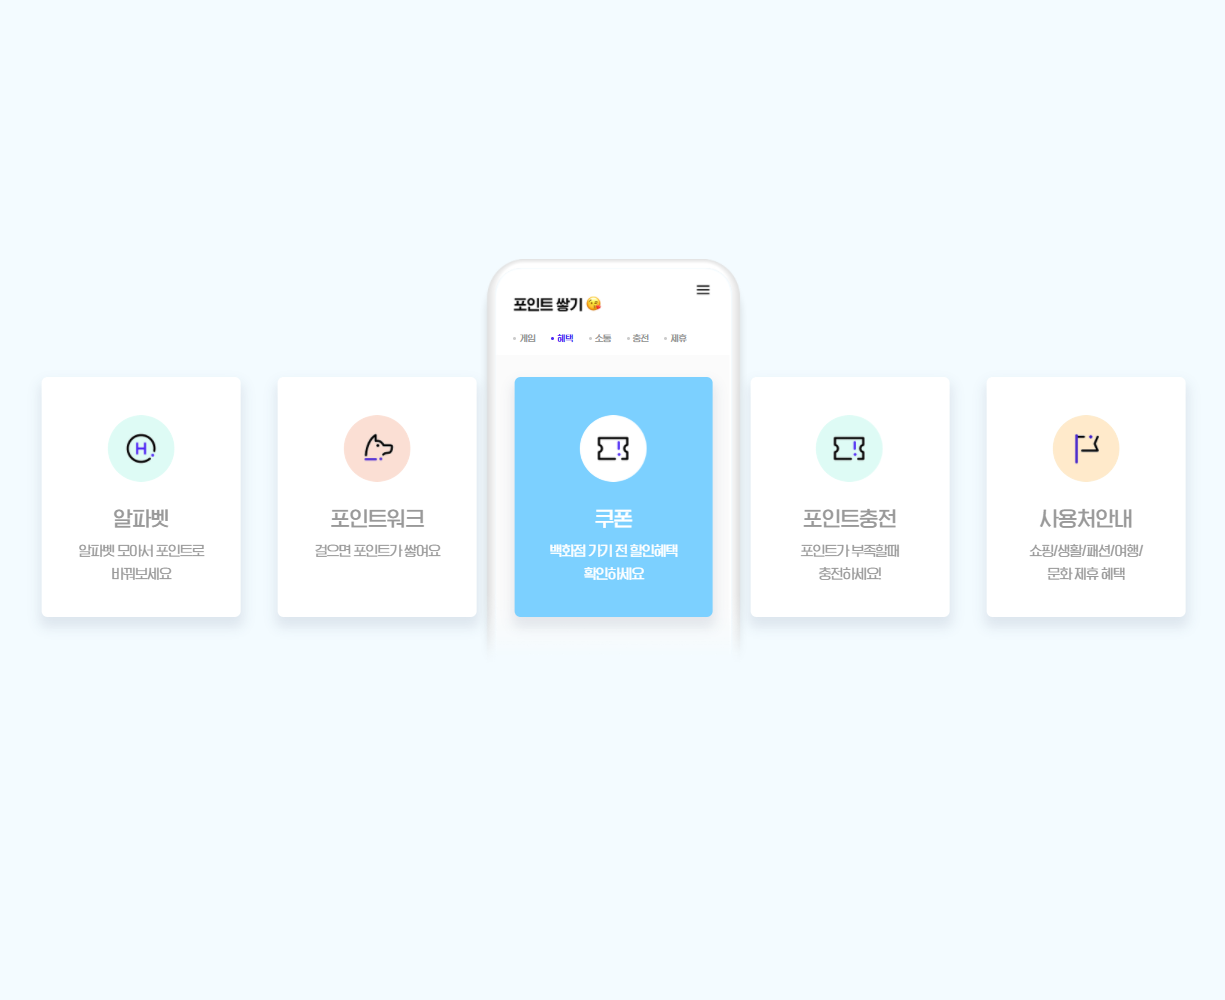 포인트 쌓기
게임
혜택
소통
충전
제휴
H
알파벳
알파벳 모아서 포인트로
바꿔보세요
포인트워크
걸으면 포인트가 쌓여요
쿠폰
백화점 가기 전 할인혜택
확인하세요
포인트충전
포인트가 부족할때
충전하세요!
사용처안내
쇼핑/생활/패션/여행/
문화 제휴 혜택